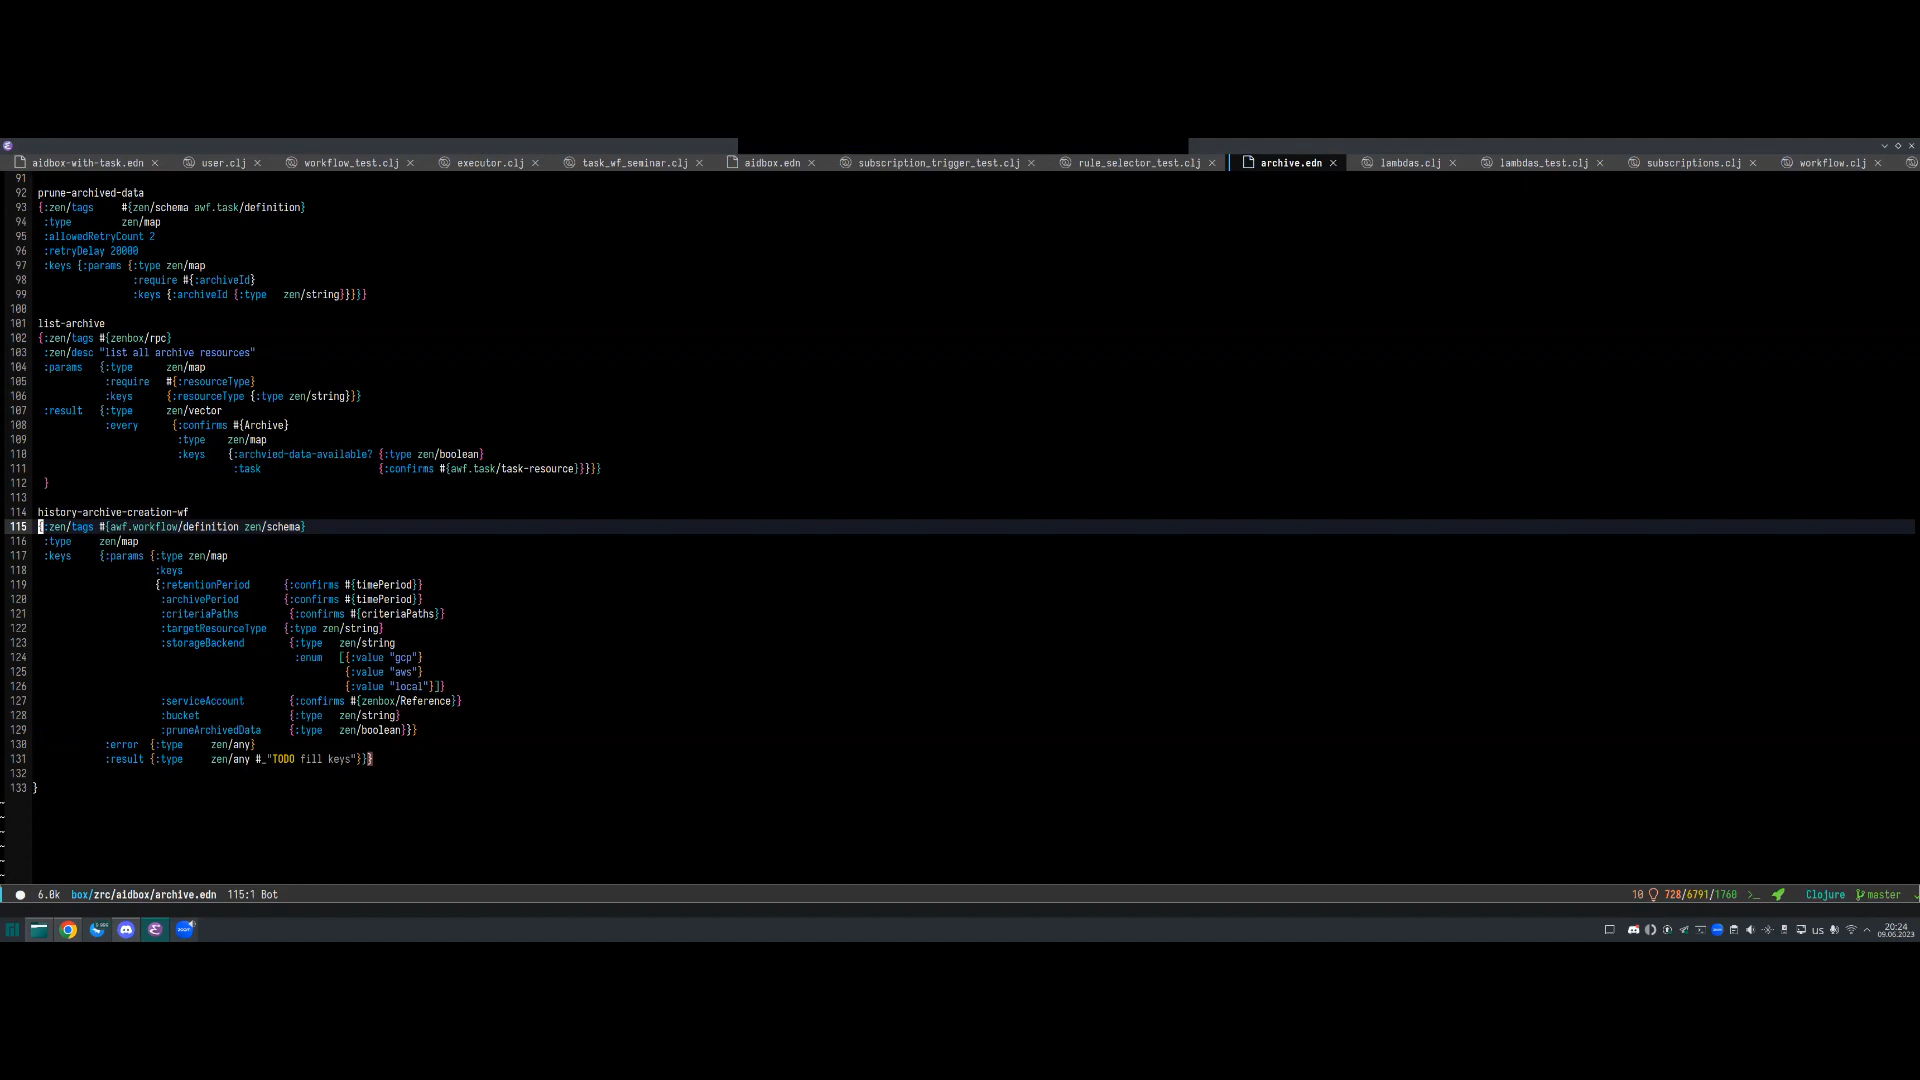 aidbox-with-task.edn × user.clj × workflow_test.clj × executor.clj × task_wf_seminar.clj × aidbox.edn × subscription_trigger_test.clj × rule_selector_test.clj × archive.edn × lambdas.clj × lambdas_test.clj × subscriptions.clj × workflow.clj ×
91
92 prune-archived-data
93 {:zen/tags #{zen/schema awf.task/definition}
94 :type zen/map
95 :allowedRetryCount 2
96 :retryDelay 20000
97 :keys {:params {:type zen/map
98 :require #{:archiveId}
99 :keys {:archiveId {:type zen/string}}}}}
100
101 list-archive
102 {:zen/tags #{zenbox/rpc}
103 :zen/desc "list all archive resources"
104 :params {:type zen/map
105 :require #{:resourceType}
106 :keys {:resourceType {:type zen/string}}}
107 :result {:type zen/vector
108 :every {:confirms #{Archive}
109 :type zen/map
110 :keys {:archvied-data-available? {:type zen/boolean}
111 :task {:confirms #{awf.task/task-resource}}}}}
112 }
113
114 history-archive-creation-wf
115 {:zen/tags #{awf.workflow/definition zen/schema}
116 :type zen/map
117 :keys {:params {:type zen/map
118 :keys
119 {:retentionPeriod {:confirms #{timePeriod}}
120 :archivePeriod {:confirms #{timePeriod}}
121 :criteriaPaths {:confirms #{criteriaPaths}}
122 :targetResourceType {:type zen/string}
123 :storageBackend {:type zen/string
124 :enum [{:value "gcp"}
125 {:value "aws"}
126 {:value "local"}]}
127 :serviceAccount {:confirms #{zenbox/Reference}}
128 :bucket {:type zen/string}
129 :pruneArchivedData {:type zen/boolean}}}
130 :error {:type zen/any}
131 :result {:type zen/any #_"TODO fill keys"}}}
132
133 }
~
~
~
~
~
~
6.0k box/zrc/aidbox/archive.edn 115:1 Bot 10 728/6791/1760 >_ Clojure master
zoom us 20:24
09.06.2023